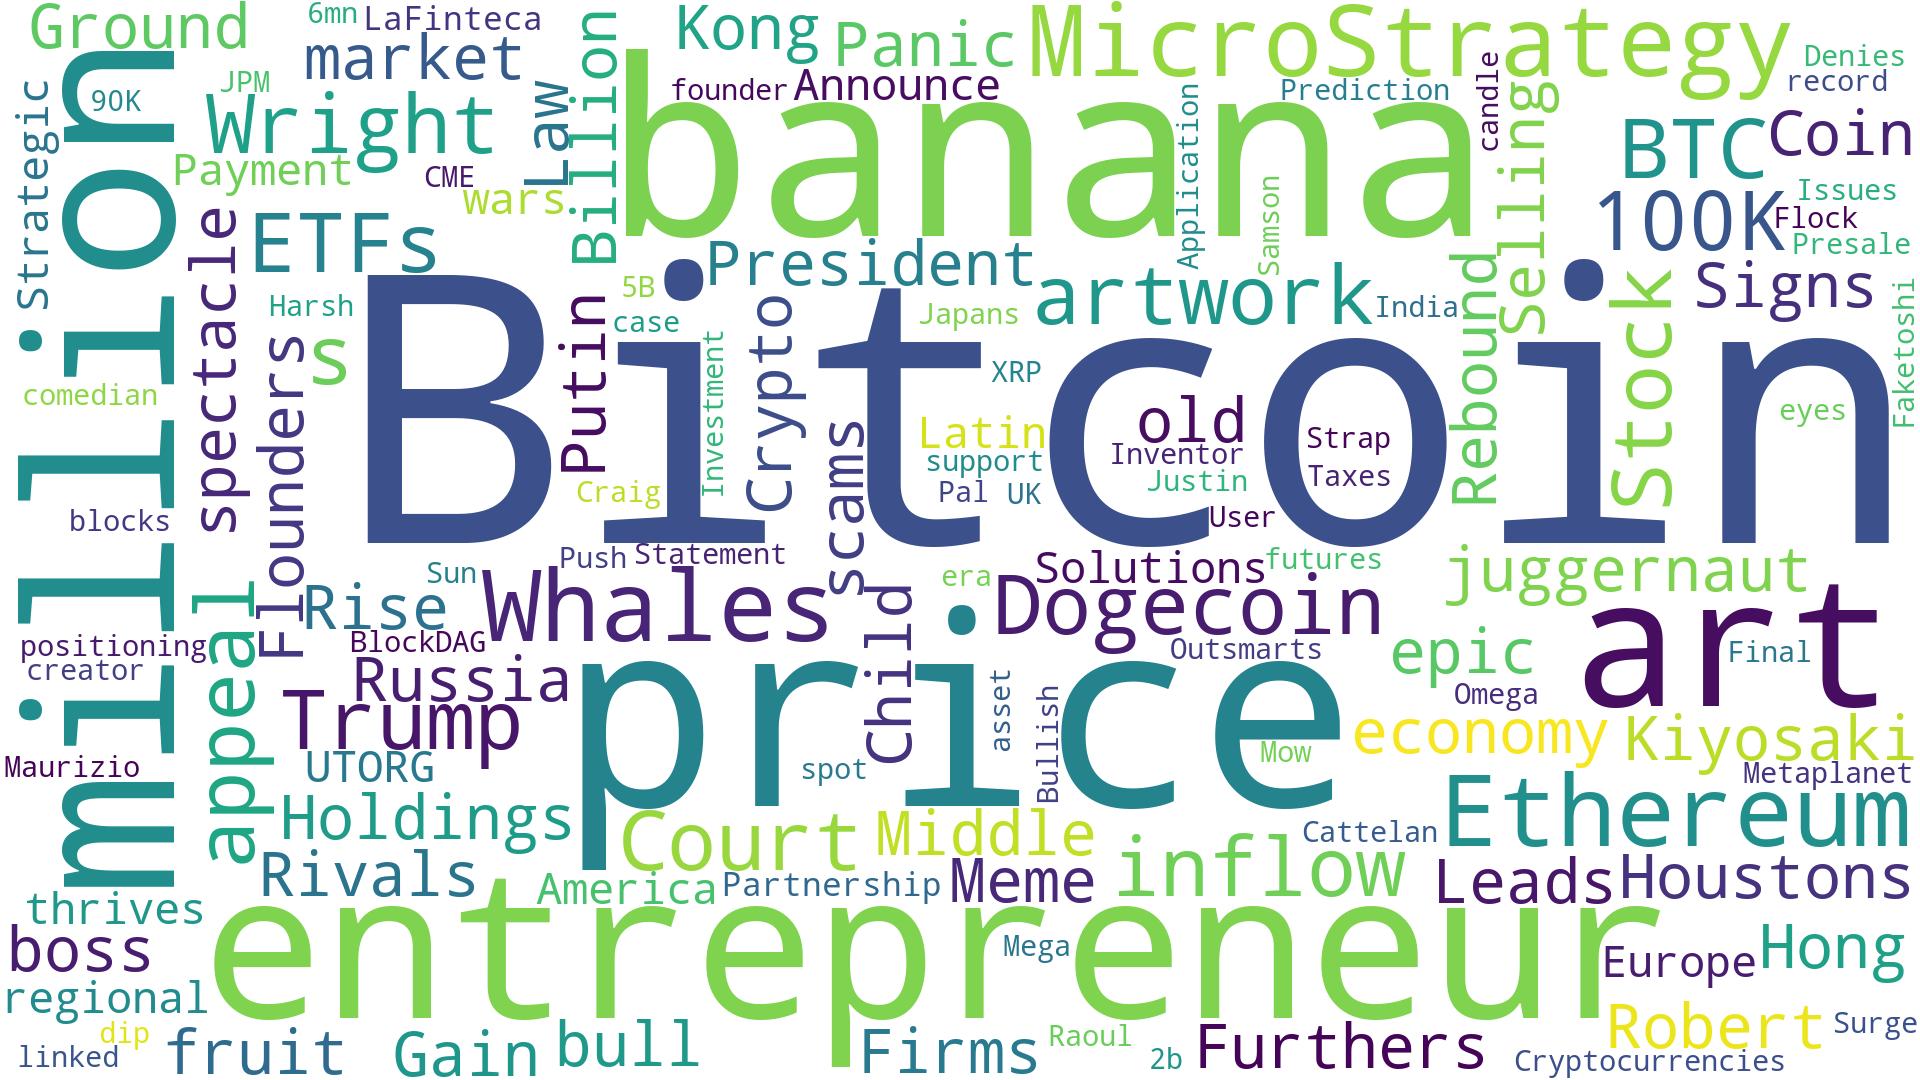 Ground
6mn
LaFinteca
market
Kong
Panic
MicroStrategy
Denies
record
JPM
90K
Wright
Law
Billion
founder
Announce
Prediction
candle
Strategic
million
Payment
CME
wars
banana
Application
Samson
Selling
BTC
Coin
Issues
100K
Flock
Presale
spectacle
ETFs
President
artwork
India
Signs
Harsh
5B
case
Japans
Rebound
Stock
Faketoshi
s
Bitcoin
Putin
Investment
Crypto
XRP
comedian
Flounders
Craig
scams
Latin
support
Pal
UK
old
Inventor
Justin
User
Strap
Taxes
eyes
blocks
Sun
Push
Statement
era
Solutions
futures
juggernaut
appeal
Rise
Whales
Child
Dogecoin
Outsmarts
epic
Omega
art
Final
positioning
creator
BlockDAG
Russia
Trump
price
asset
Bullish
Mow
economy
Kiyosaki
Maurizio
UTORG
spot
Metaplanet
Holdings
Court
Middle
Cattelan
Ethereum
Rivals
America
Partnership
Meme
inflow
Leads
Houstons
thrives
boss
entrepreneur
Mega
Europe
Hong
regional
dip
linked
fruit
Gain
bull
Firms
Raoul
2b
Furthers
Robert
Surge
Cryptocurrencies